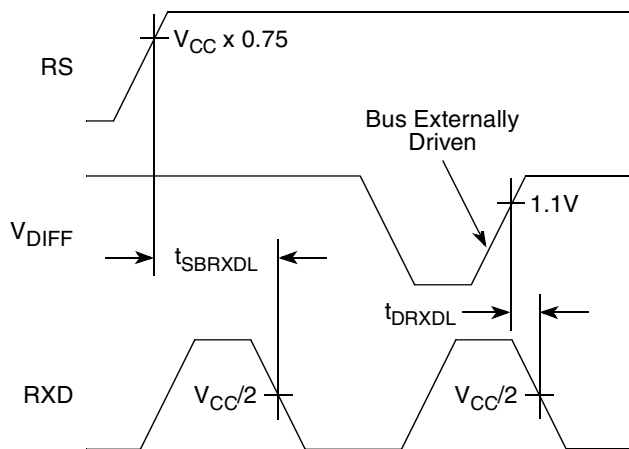 V_CC x 0.75
RS
Bus Externally
Driven
1.1V
V_DIFF
t_SBRXDL
t_DRXDL
RXD
V_CC/2
V_CC/2